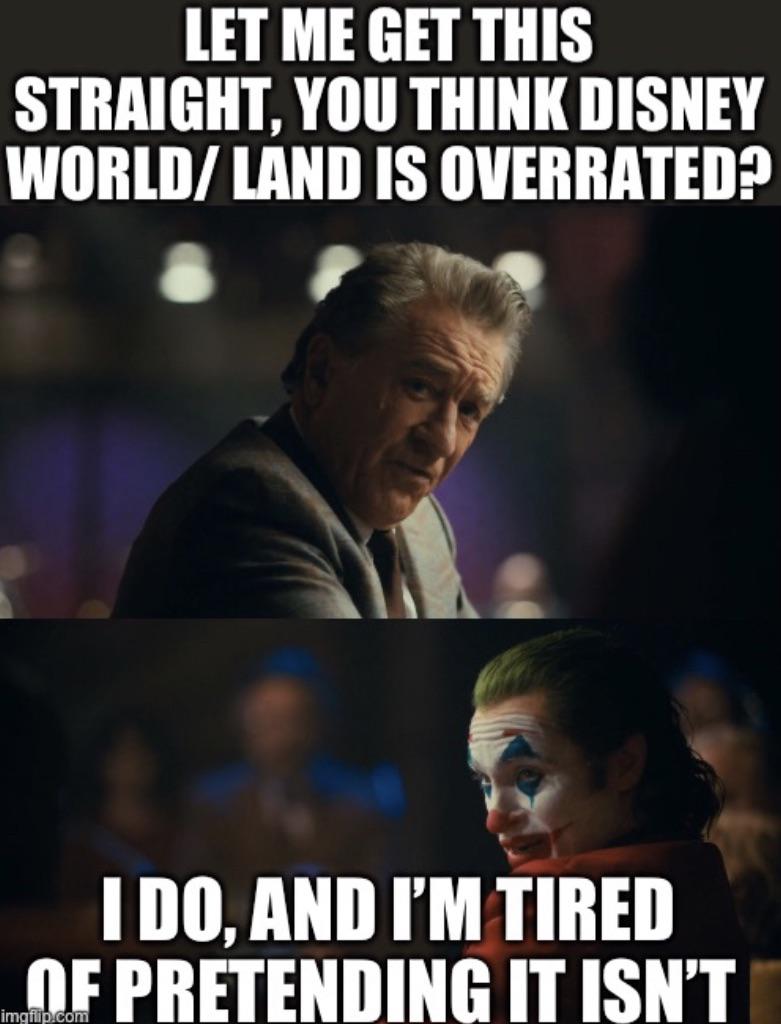 LET ME GET THIS
STRAIGHT, YOU THINK DISNEY
WORLD/ LAND IS OVERRATED?
I DO, AND I'M TIRED
OF PRETENDING IT ISN'T
imgflip.com